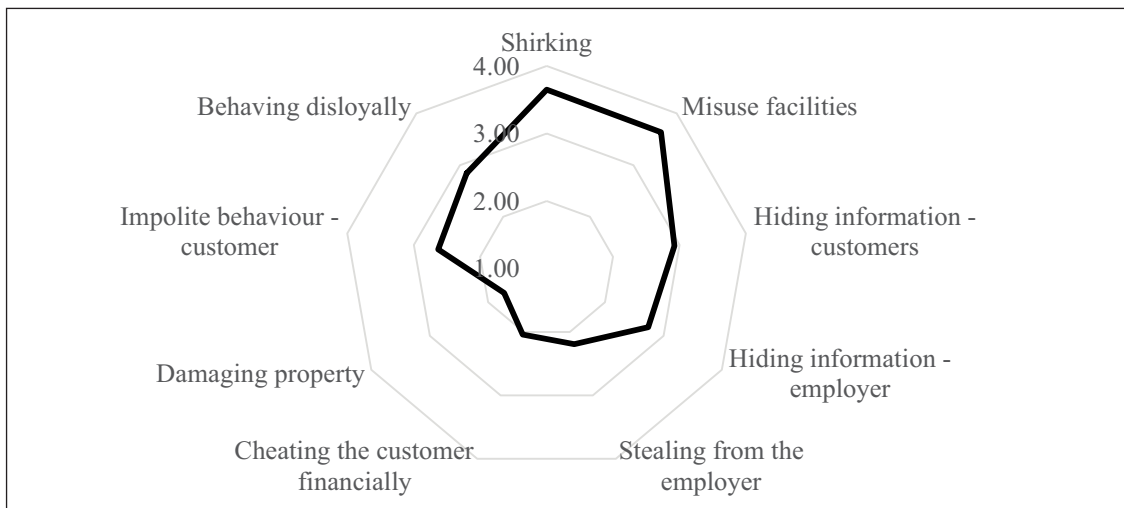 Shirking
4.00
Behaving disloyally
Misuse facilities
3.00
2.00
Impolite behaviour -
customer
Hiding information -
customers
1.00
Damaging property
Hiding information -
employer
Cheating the customer
financially
Stealing from the
employer